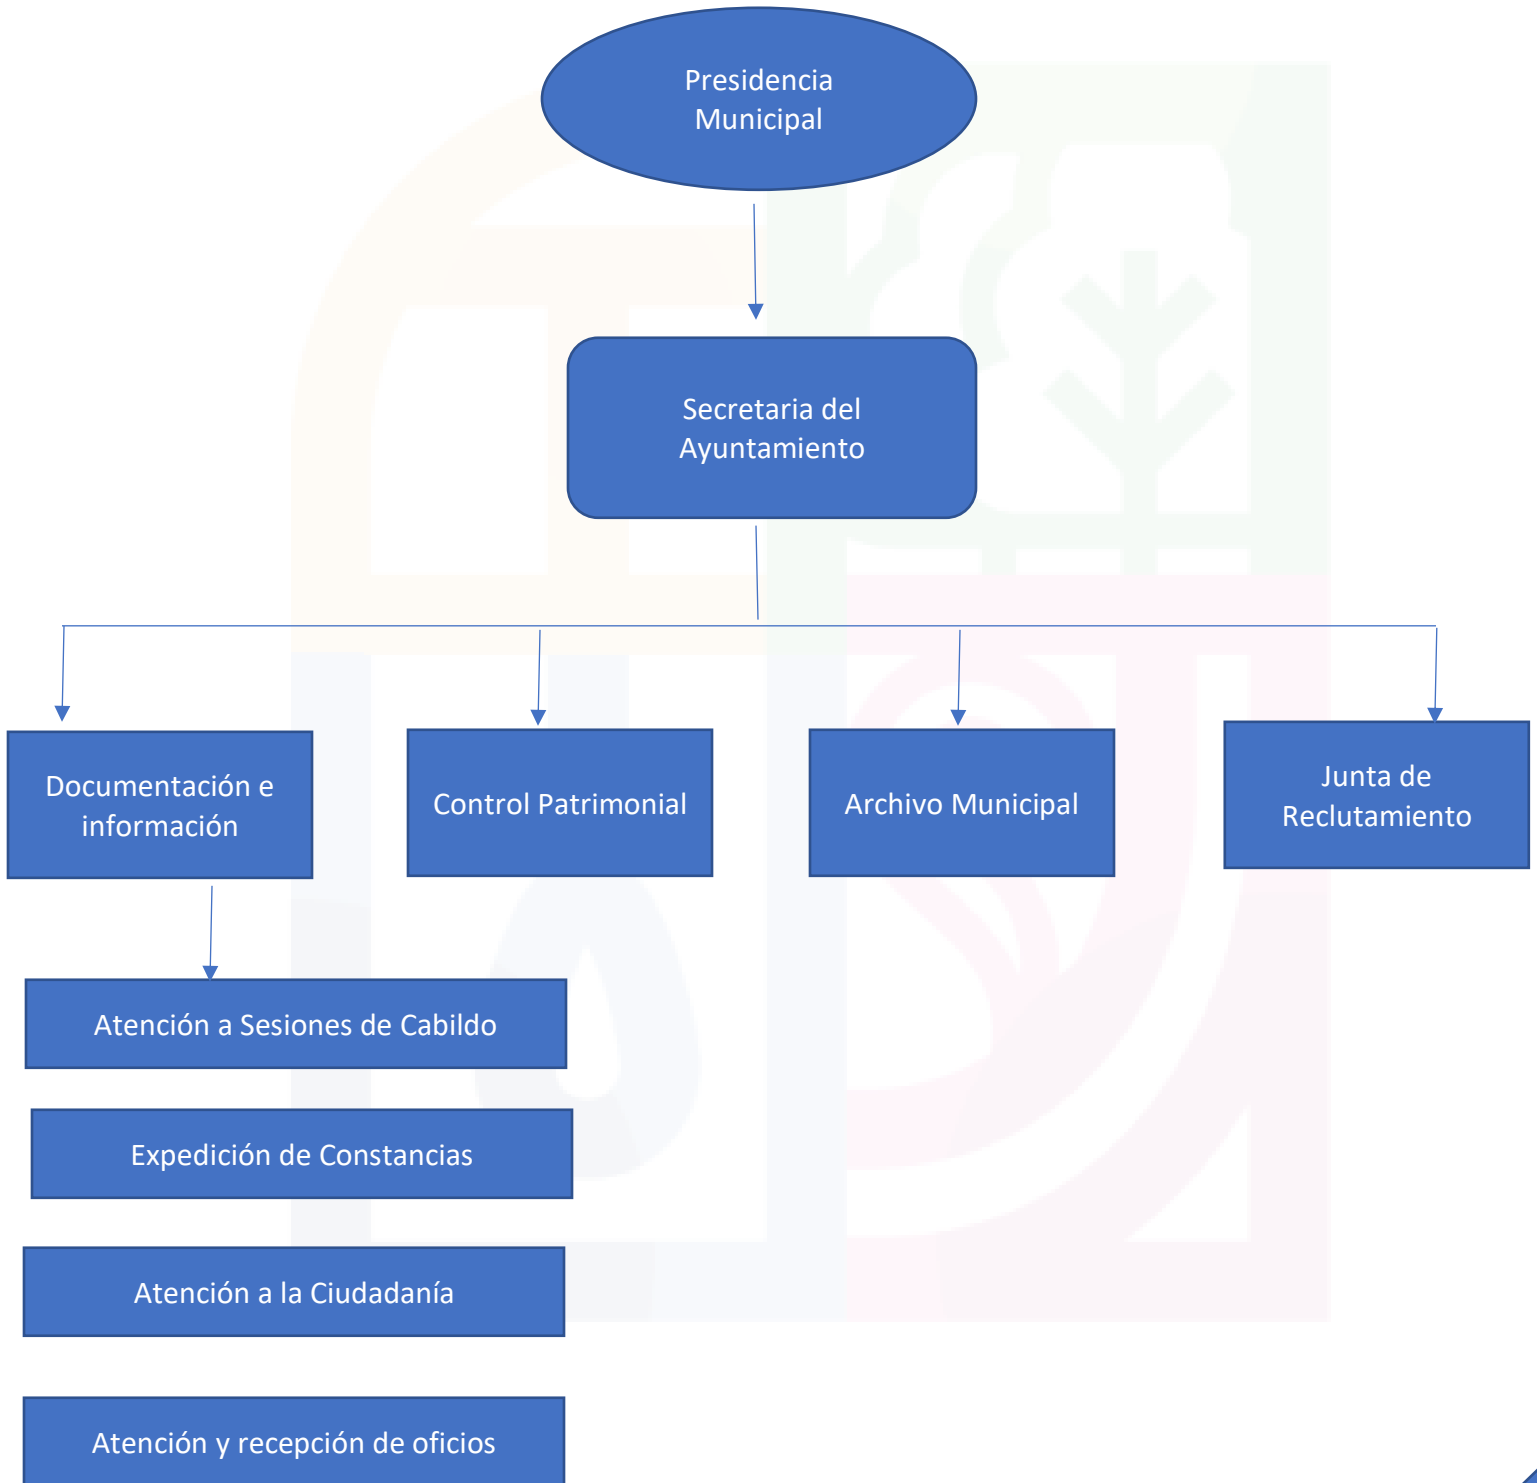 Presidencia
Municipal
Secretaria del
Ayuntamiento
Documentación e
información
Control Patrimonial
Archivo Municipal
Junta de
Reclutamiento
Atención a Sesiones de Cabildo
Expedición de Constancias
Atención a la Ciudadanía
Atención y recepción de oficios